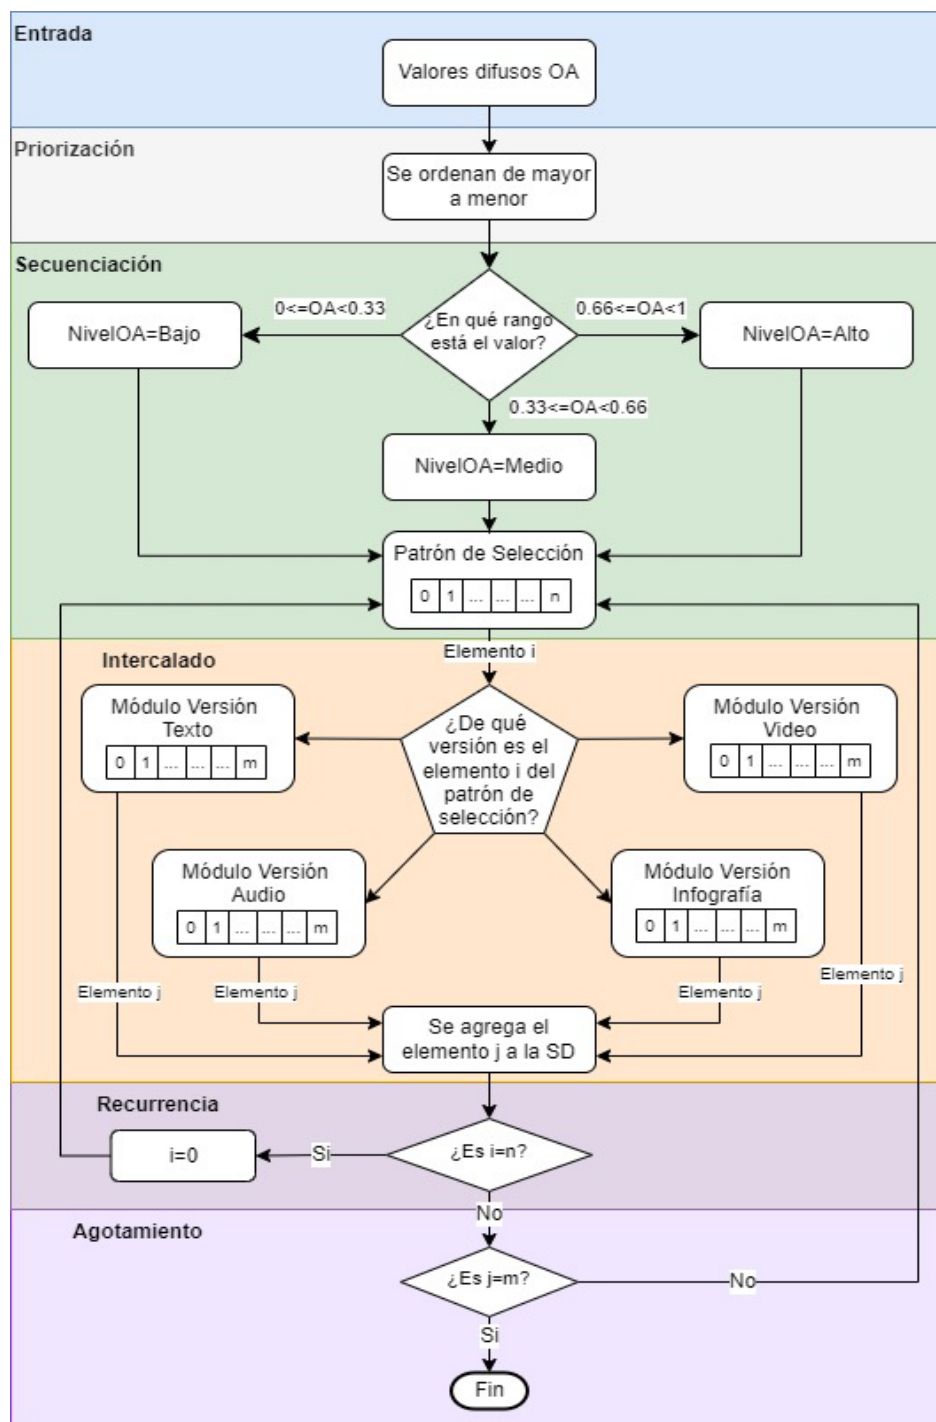 Entrada
Valores difusos OA
Priorización
Se ordenan de mayor
a menor
Secuenciación
0<=OA<0.33
0.66<=OA<1
¿En qué rango
está el valor?
NivelOA=Bajo
NivelOA=Alto
0.33<=OA<0.66
NivelOA=Medio
Patrón de Selección
0 1 ... ... ... n
Elemento i
Intercalado
Módulo Versión
Texto
0 1 ... ... ... m
¿De qué
versión es el
elemento i del
patrón de
selección?
Módulo Versión
Video
0 1 ... ... ... m
Módulo Versión
Audio
0 1 ... ... ... m
Módulo Versión
Infografía
0 1 ... ... ... m
Elemento j
Elemento j
Elemento j
Elemento j
Se agrega el
elemento j a la SD
Recurrencia
i=0
Si
¿Es i=n?
No
Agotamiento
¿Es j=m?
No
Si
Fin